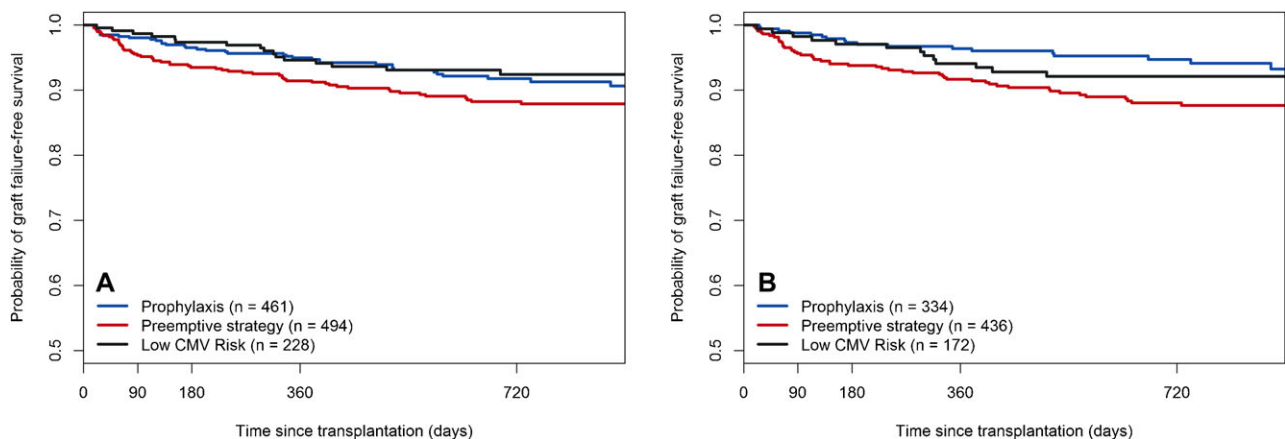 Probability of graft failure-free survival
1.0
0.9
0.8
0.7
0.6
0.5
A
Prophylaxis (n = 461)
Preemptive strategy (n = 494)
Low CMV Risk (n = 228)
0 90 180 360 720
Time since transplantation (days)
Probability of graft failure-free survival
1.0
0.9
0.8
0.7
0.6
0.5
B
Prophylaxis (n = 334)
Preemptive strategy (n = 436)
Low CMV Risk (n = 172)
0 90 180 360 720
Time since transplantation (days)